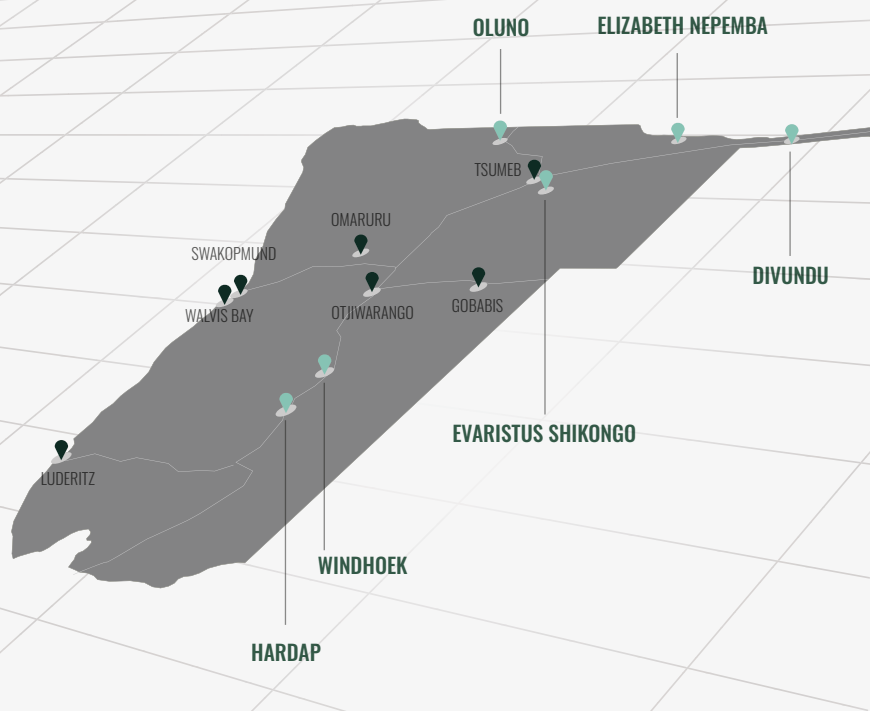 OLUNO
ELIZABETH NEPEMBA
TSUMEB
OMARURU
SWAKOPMUND
DIVUNDU
GOBABIS
OTJIWARANGO
WALVIS BAY
EVARISTUS SHIKONGO
LUDERITZ
WINDHOEK
HARDAP